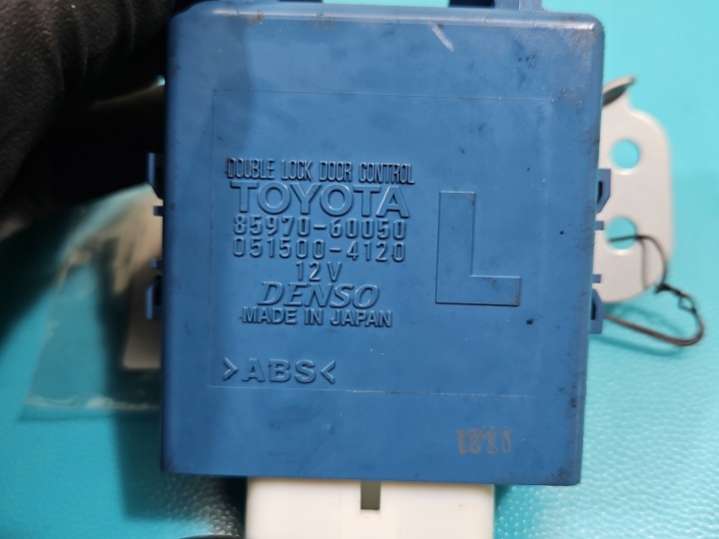 DOUBLE LOCK DOOR CONTROL
TOYOTA
85970-60050
051500-4120
12V
DENSO
MADE IN JAPAN
L
>ABS<